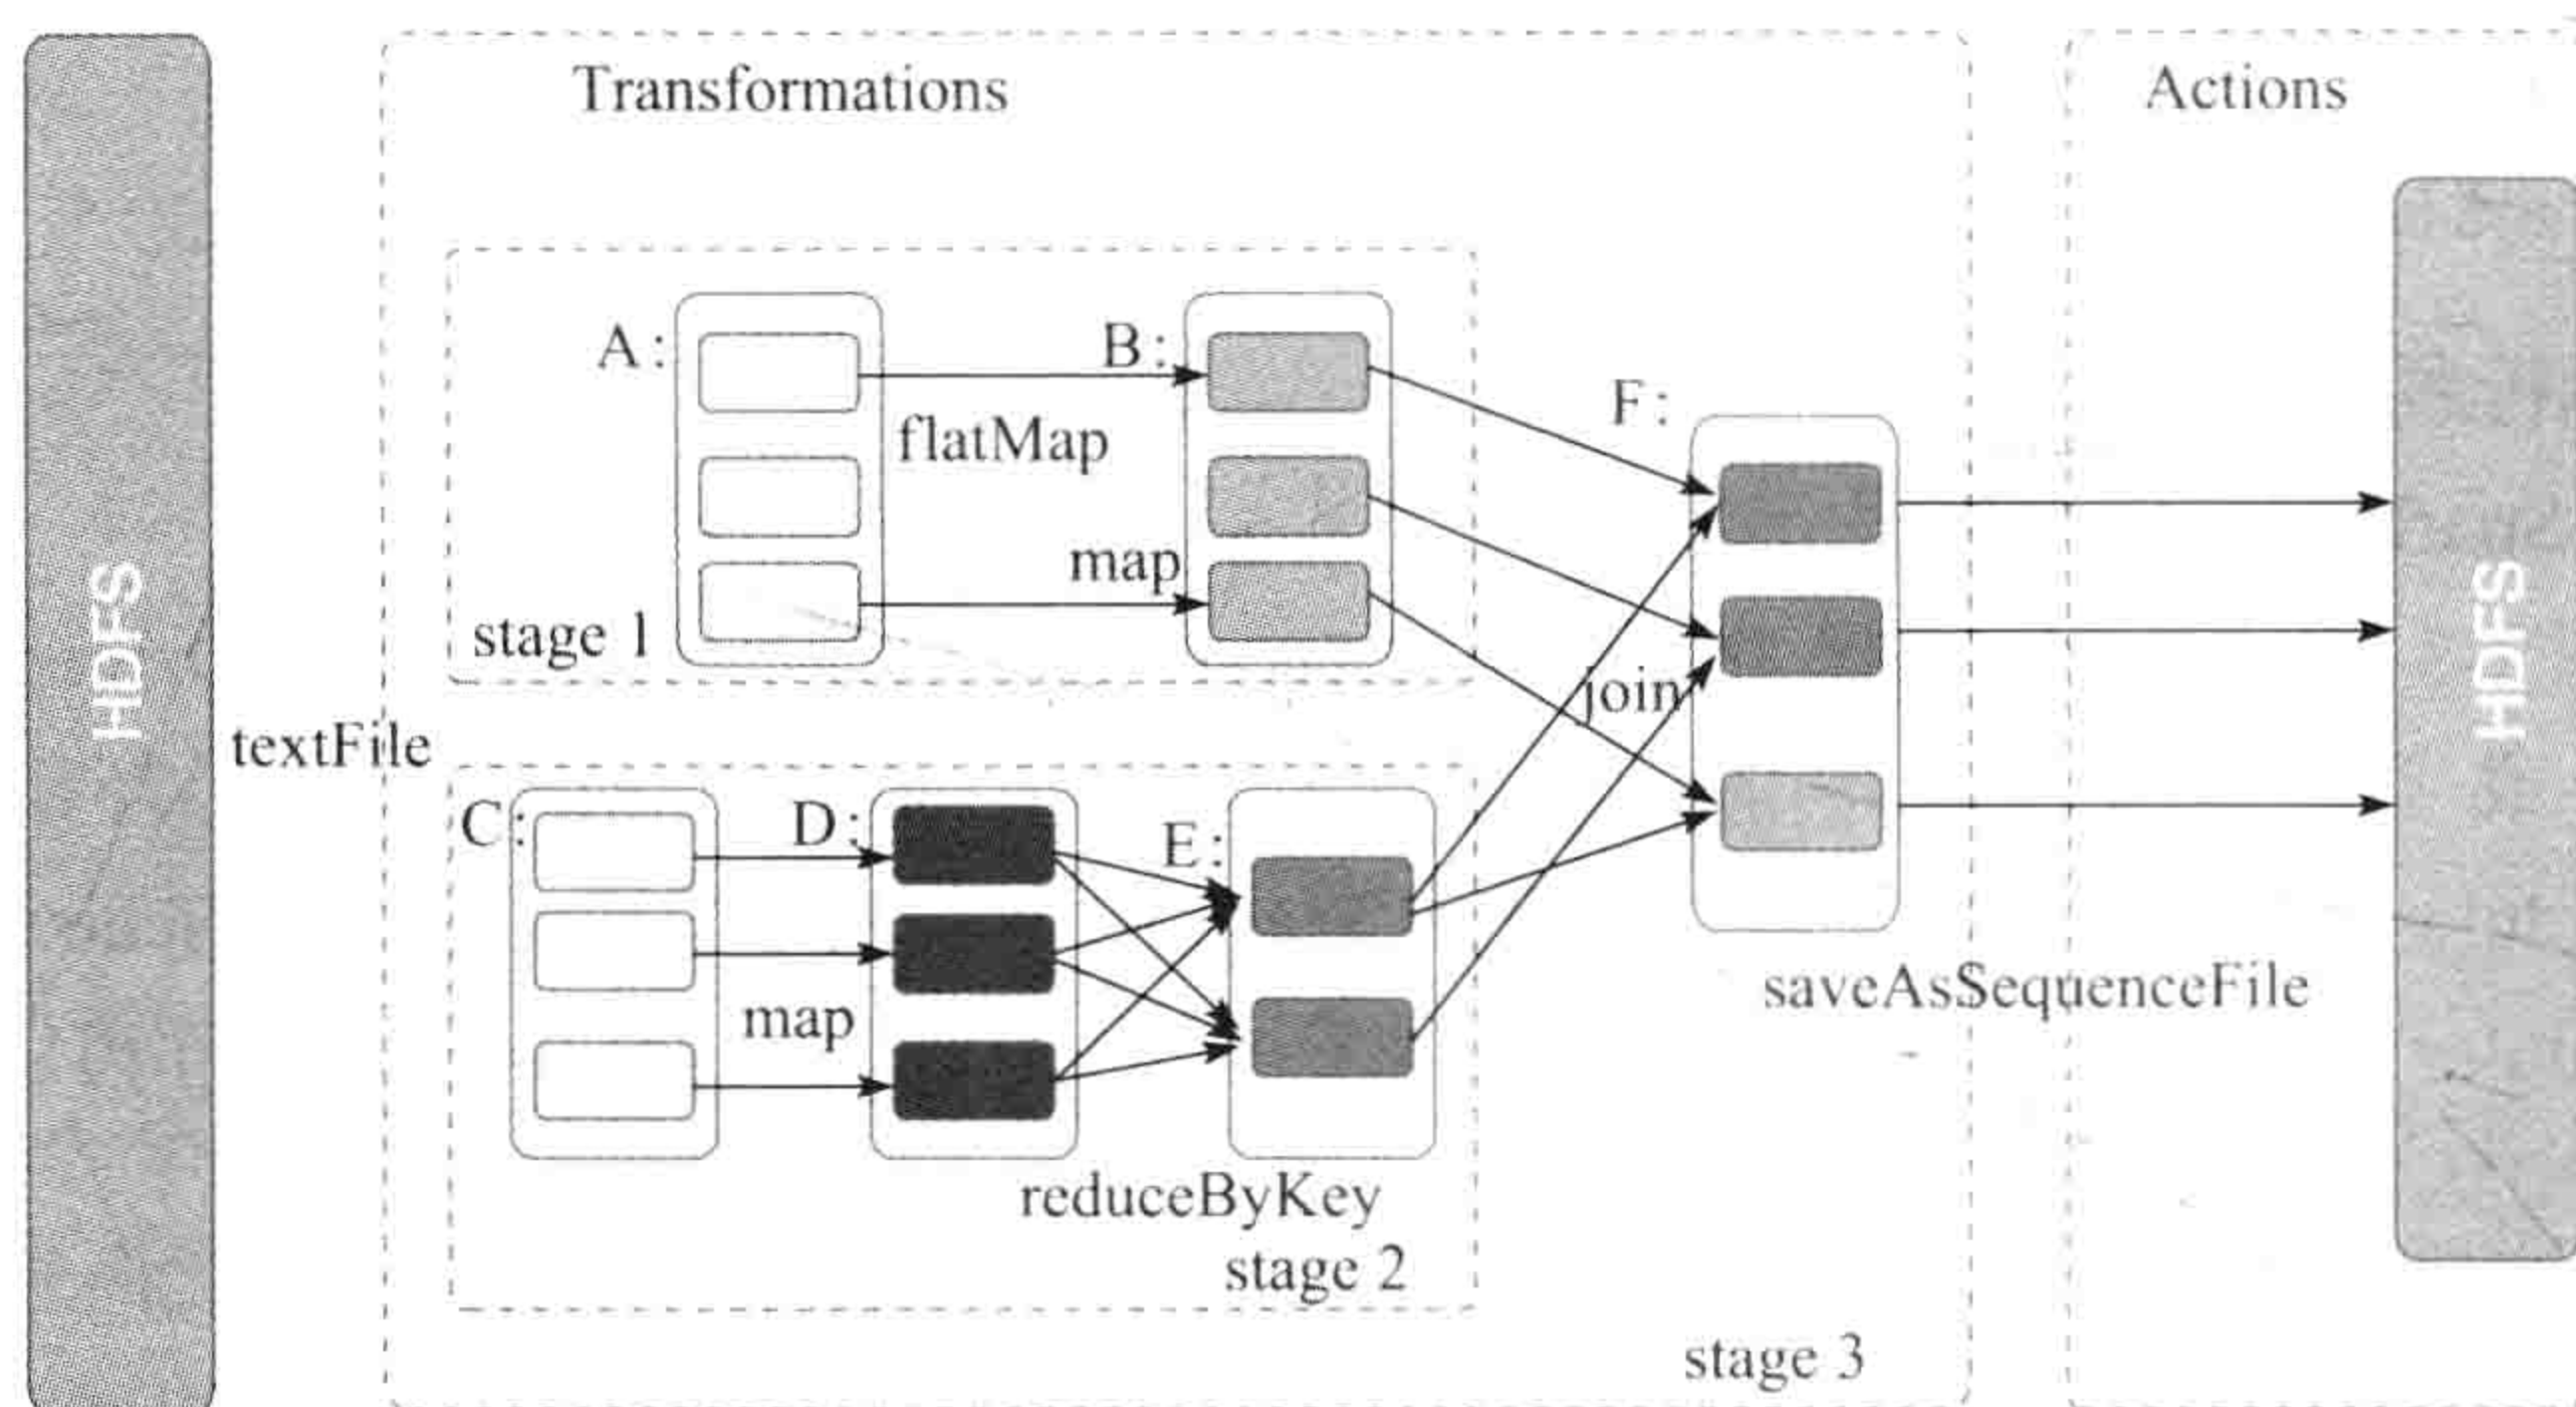 Transformations
Actions
A:
B:
flatMap
F:
map
HDFS
HDFS
stage 1
join
textFile
C:
D:
E:
saveAsSequenceFile
map
reduceByKey
stage 2
stage 3